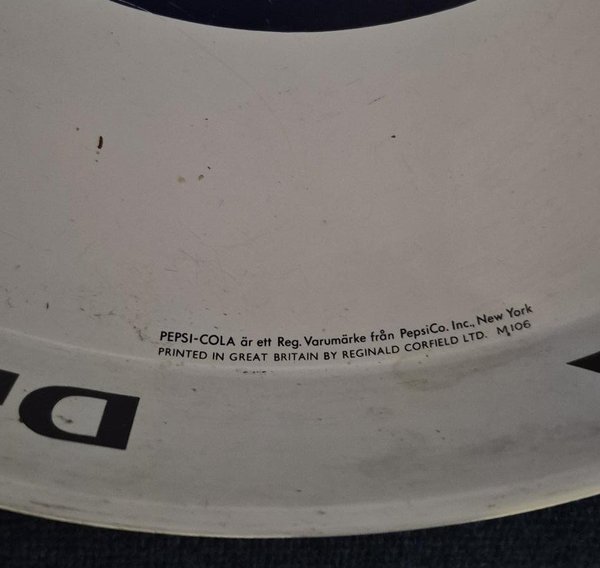 PEPSI-COLA är ett Reg. Varumärke från PepsiCo. Inc., New York
PRINTED IN GREAT BRITAIN BY REGINALD CORFIELD LTD. M106